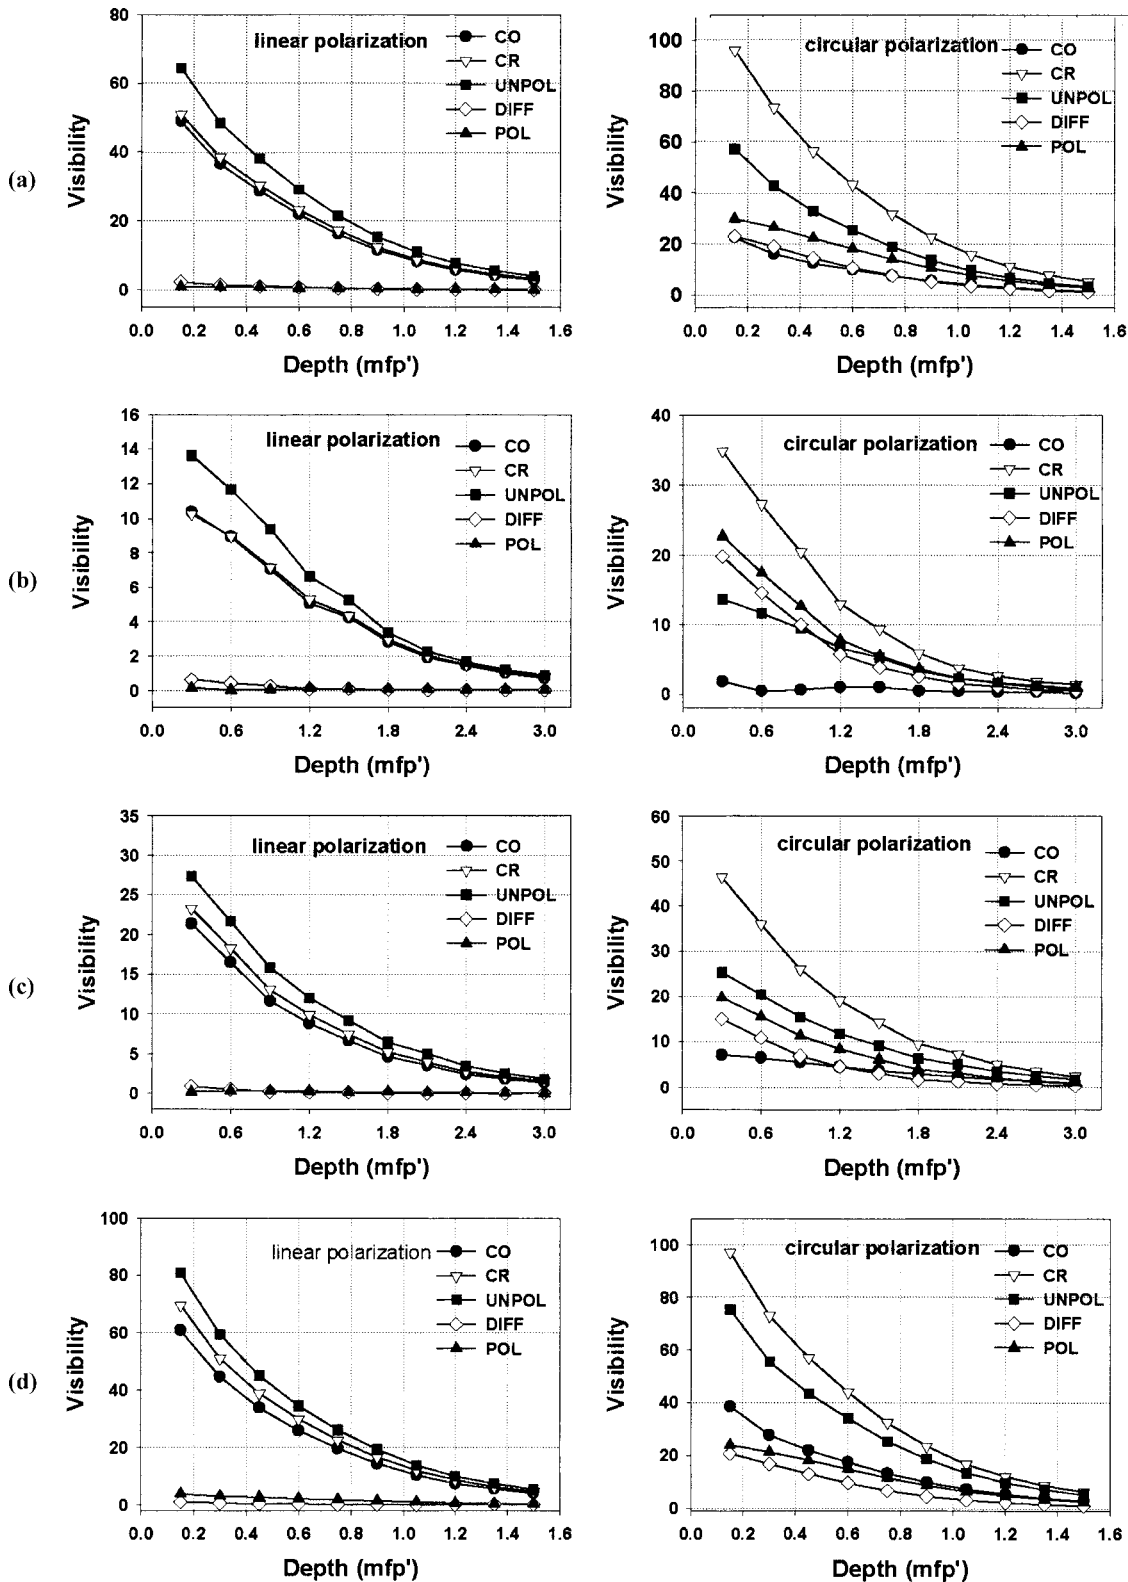 (a)
Visibility
80
60
40
20
0
linear polarization
CO
CR
UNPOL
DIFF
POL
0.0 0.2 0.4 0.6 0.8 1.0 1.2 1.4 1.6
Depth (mfp')
Visibility
100
80
60
40
20
0
circular polarization
CO
CR
UNPOL
DIFF
POL
0.0 0.2 0.4 0.6 0.8 1.0 1.2 1.4 1.6
Depth (mfp')
(b)
Visibility
16
14
12
10
8
6
4
2
0
linear polarization
CO
CR
UNPOL
DIFF
POL
0.0 0.6 1.2 1.8 2.4 3.0
Depth (mfp')
Visibility
40
30
20
10
0
circular polarization
CO
CR
UNPOL
DIFF
POL
0.0 0.6 1.2 1.8 2.4 3.0
Depth (mfp')
(c)
Visibility
35
30
25
20
15
10
5
0
linear polarization
CO
CR
UNPOL
DIFF
POL
0.0 0.6 1.2 1.8 2.4 3.0
Depth (mfp')
Visibility
60
50
40
30
20
10
0
circular polarization
CO
CR
UNPOL
DIFF
POL
0.0 0.6 1.2 1.8 2.4 3.0
Depth (mfp')
(d)
Visibility
100
80
60
40
20
0
linear polarization
CO
CR
UNPOL
DIFF
POL
0.0 0.2 0.4 0.6 0.8 1.0 1.2 1.4 1.6
Depth (mfp')
Visibility
100
80
60
40
20
0
circular polarization
CO
CR
UNPOL
DIFF
POL
0.0 0.2 0.4 0.6 0.8 1.0 1.2 1.4 1.6
Depth (mfp')